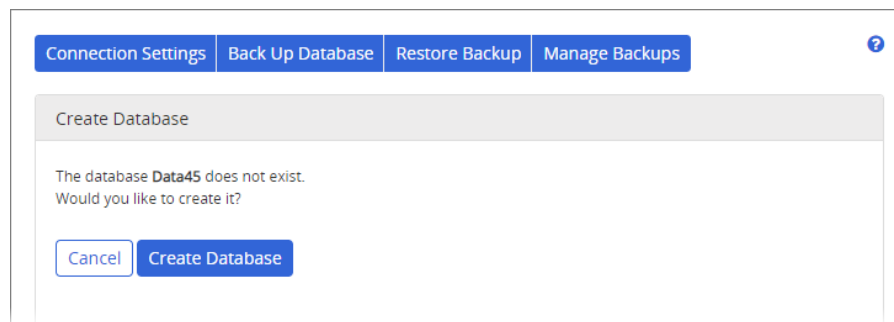 Connection Settings Back Up Database Restore Backup Manage Backups ?
Create Database
The database Data45 does not exist.
Would you like to create it?
Cancel Create Database